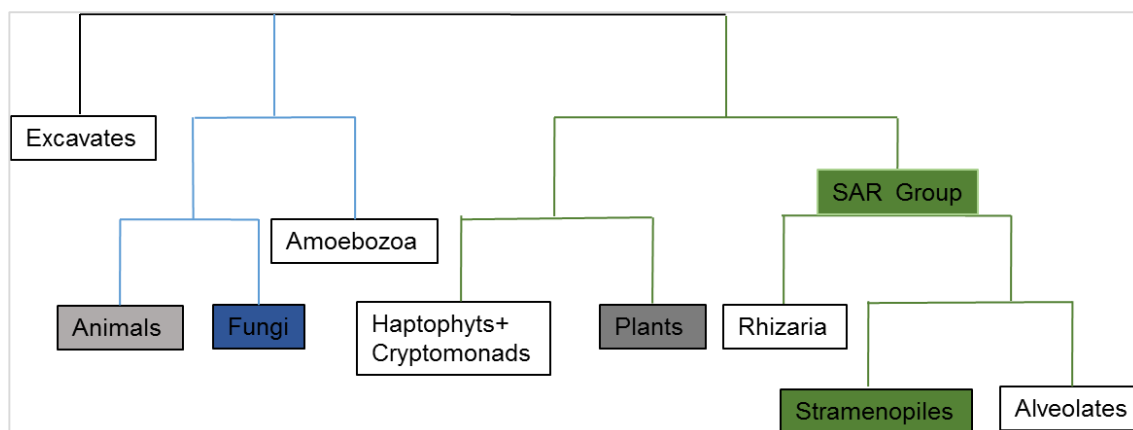 Excavates
SAR Group
Amoebozoa
Animals
Fungi
Haptophyts+
Cryptomonads
Plants
Rhizaria
Stramenopiles
Alveolates